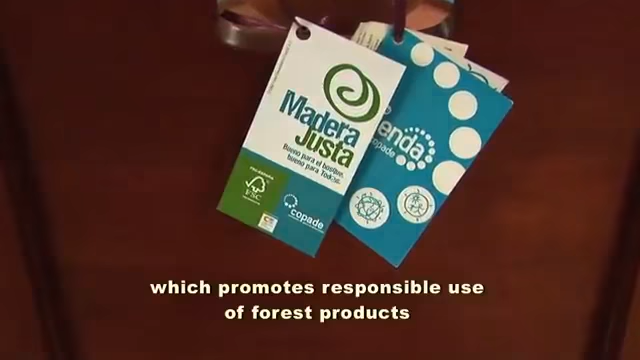 Madera
Justa
Bueno para el bosque,
bueno para Tod@s.
FSC
copade
enda
copade
which promotes responsible use
of forest products